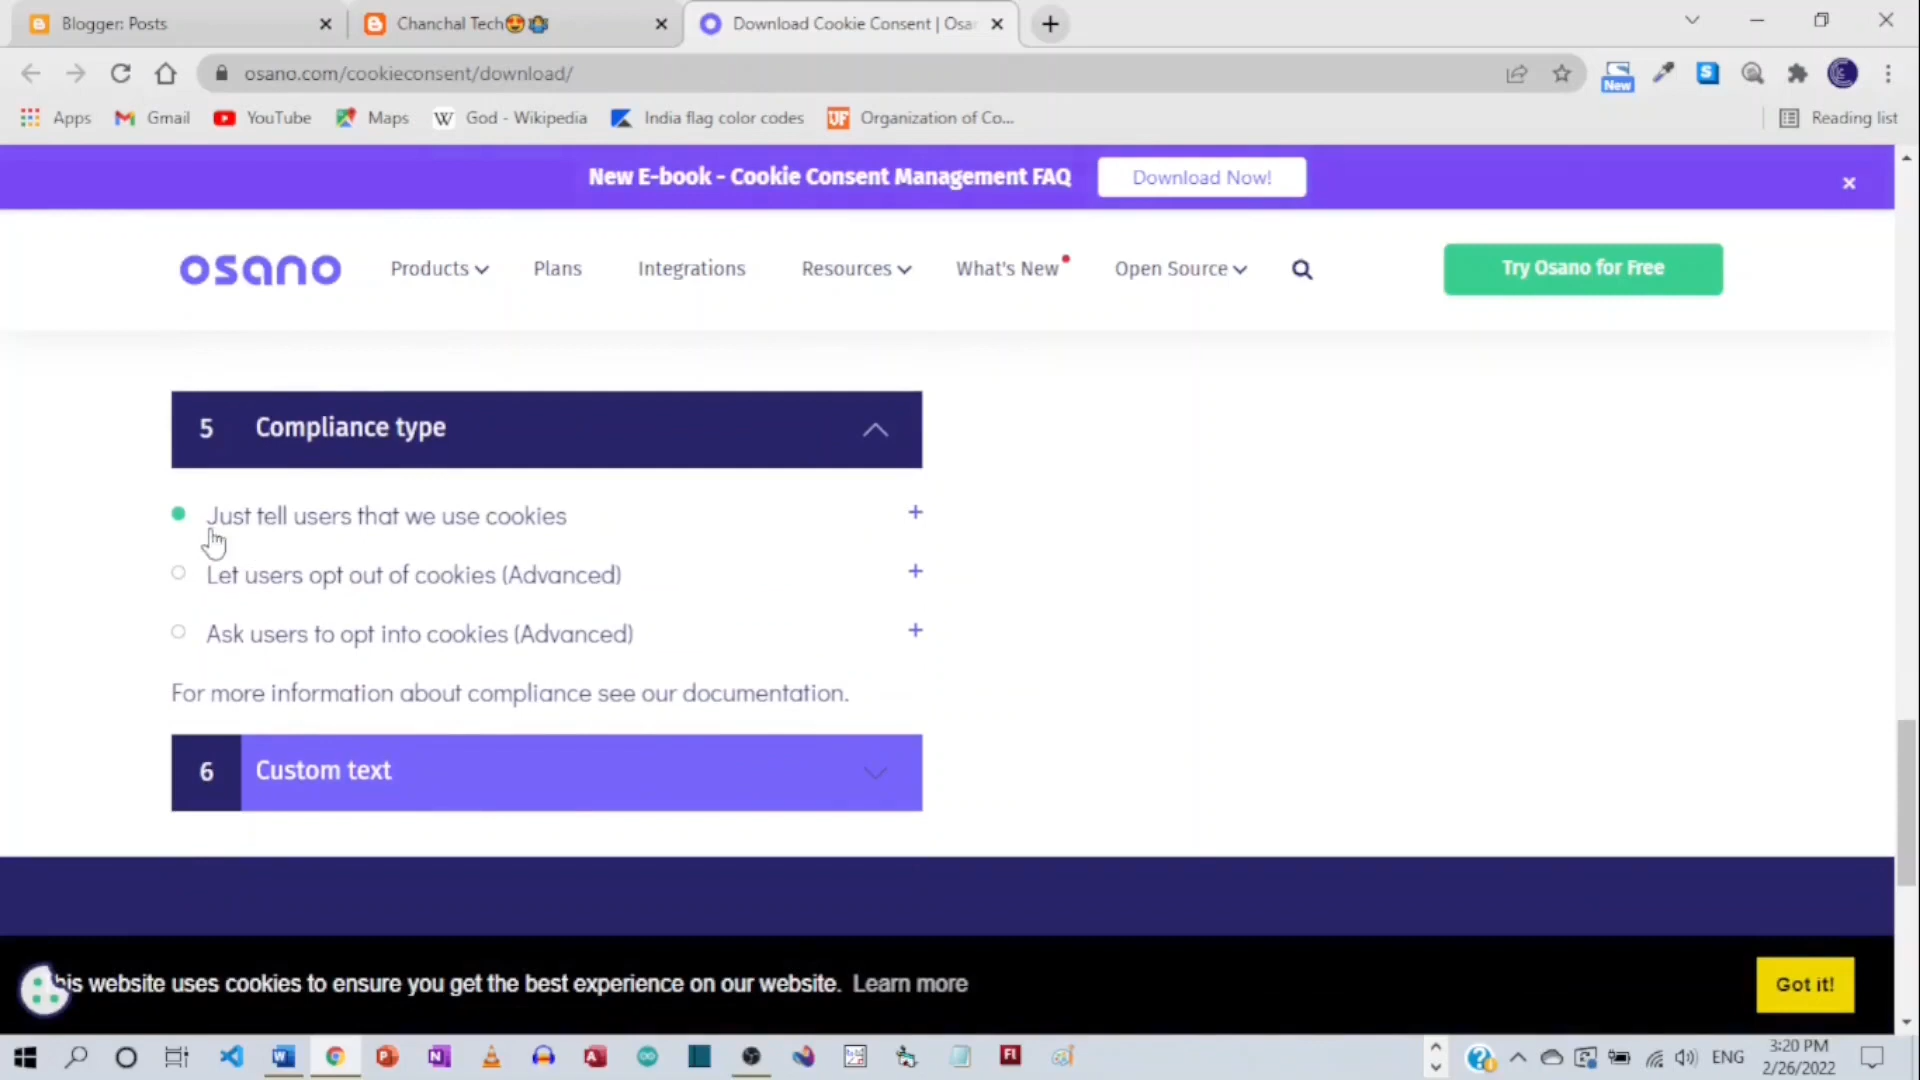 Blogger: Posts
Chanchal Tech
Download Cookie Consent | Osan
osano.com/cookieconsent/download/
New
S
Apps
Gmail
YouTube
Maps
W God - Wikipedia
India flag color codes
UF Organization of Co...
Reading list
New E-book - Cookie Consent Management FAQ
Download Now!
osano
Products
Plans
Integrations
Resources
What's New
Open Source
Try Osano for Free
5 Compliance type
Just tell users that we use cookies +
Let users opt out of cookies (Advanced) +
Ask users to opt into cookies (Advanced) +
For more information about compliance see our documentation.
6 Custom text
his website uses cookies to ensure you get the best experience on our website. Learn more
Got it!
ENG
3:20 PM
2/26/2022